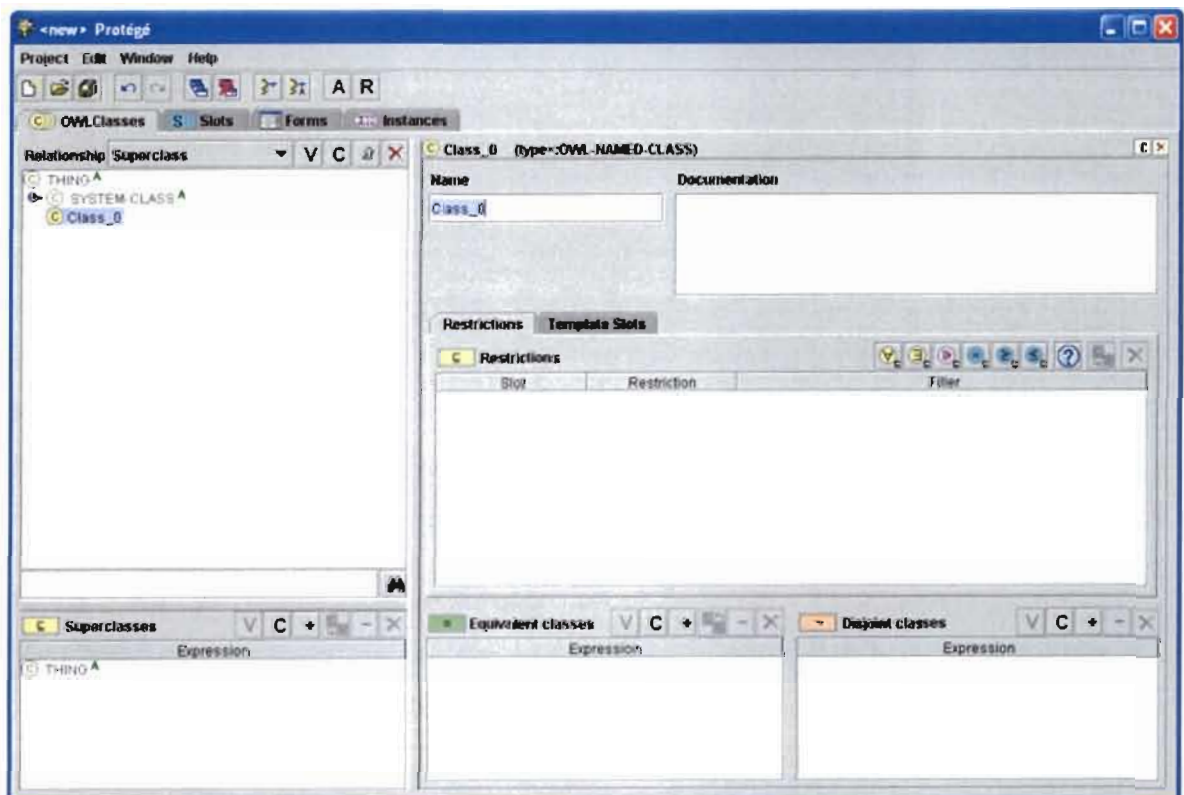 <new> Protégé
Project Edit Window Help
A R
C OWLClasses S Slots Forms Instances
Relationship Superclass V C
C THING A
C SYSTEM-CLASS A
C Class_0
C Class_0 (type=:OWL-NAMED-CLASS) C x
Name Documentation
Class_0
Restrictions Template Slots
C Restrictions ?
Slot Restriction Filler
C Superclasses V C + - X
Expression
C THING A
= Equivalent classes V C + - X
Expression
¬ Disjoint classes V C + - X
Expression